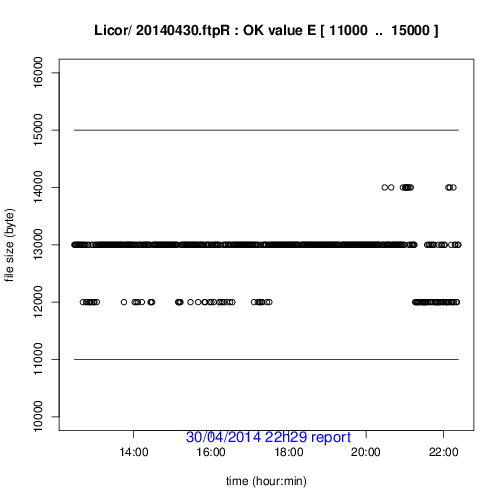 Licor/ 20140430.ftpR : OK value E [ 11000 .. 15000 ]
file size (byte)
16000
15000
14000
13000
12000
11000
10000
30/04/2014 22h29 report
14:00 16:00 18:00 20:00 22:00
time (hour:min)